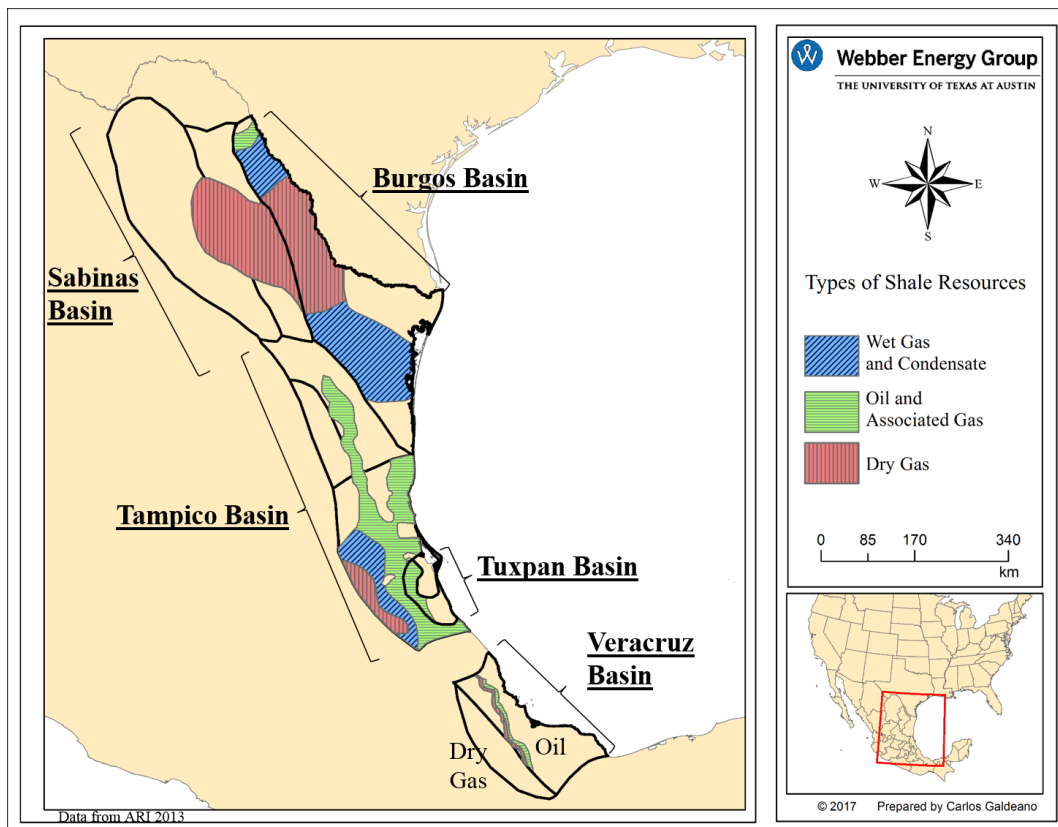 Burgos Basin
Sabinas
Basin
Tampico Basin
Tuxpan Basin
Veracruz
Basin
Dry
Gas
Oil
Data from ARI 2013
W
Webber Energy Group
THE UNIVERSITY OF TEXAS AT AUSTIN
N
W
E
S
Types of Shale Resources
Wet Gas
and Condensate
Oil and
Associated Gas
Dry Gas
0 85 170 340
km
© 2017 Prepared by Carlos Galdeano